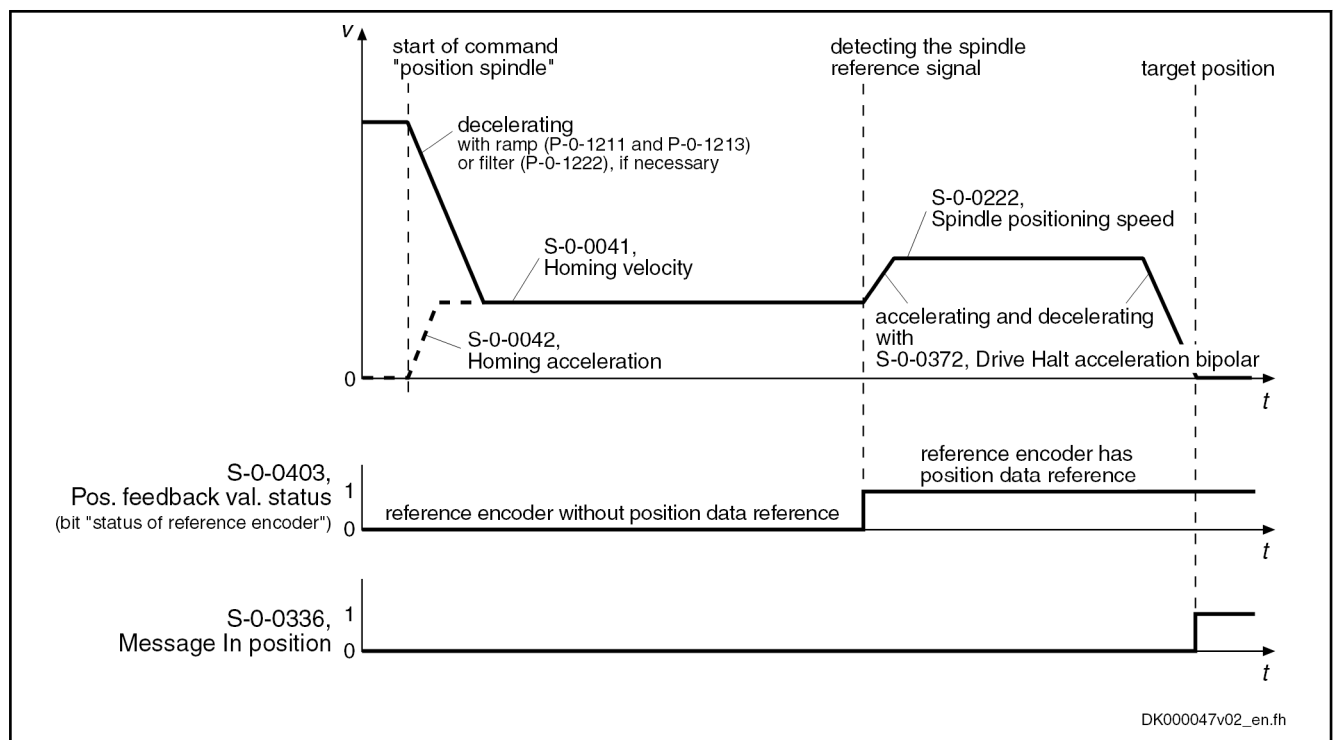 v
start of command
"position spindle"
detecting the spindle
reference signal
target position
decelerating
with ramp (P-0-1211 and P-0-1213)
or filter (P-0-1222), if necessary
S-0-0222,
Spindle positioning speed
S-0-0041,
Homing velocity
accelerating and decelerating
with
S-0-0372, Drive Halt acceleration bipolar
S-0-0042,
Homing acceleration
0
t
S-0-0403,
Pos. feedback val. status
(bit "status of reference encoder")
1
0
reference encoder without position data reference
reference encoder has
position data reference
t
S-0-0336,
Message In position
1
0
t
DK000047v02_en.fh